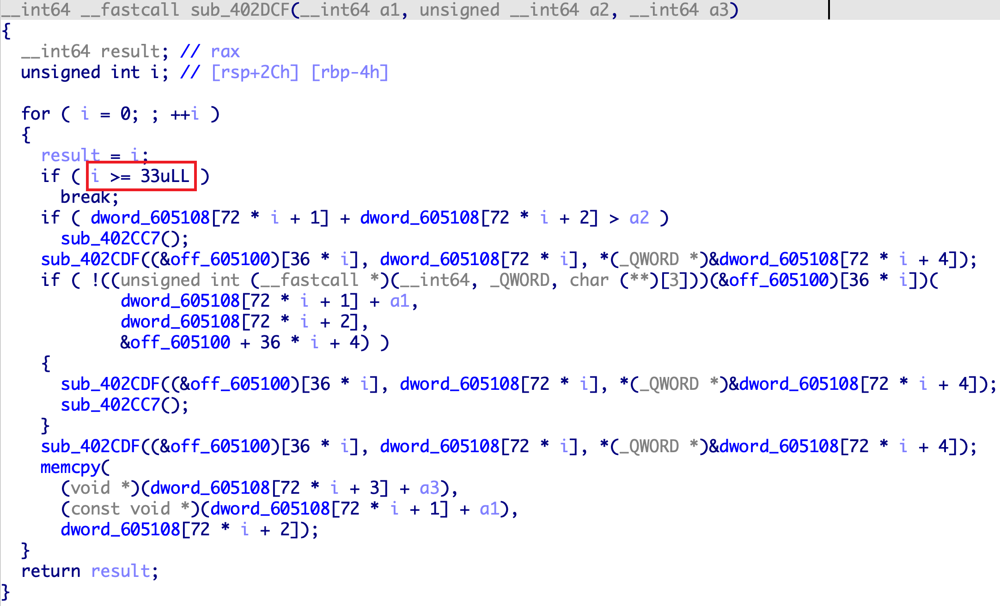 __int64 __fastcall sub_402DCF(__int64 a1, unsigned __int64 a2, __int64 a3)
{
  __int64 result; // rax
  unsigned int i; // [rsp+2Ch] [rbp-4h]

  for ( i = 0; ; ++i )
  {
    result = i;
    if ( i >= 33uLL )
      break;
    if ( dword_605108[72 * i + 1] + dword_605108[72 * i + 2] > a2 )
      sub_402CC7();
    sub_402CDF((&off_605100)[36 * i], dword_605108[72 * i], *(_QWORD *)&dword_605108[72 * i + 4]);
    if ( !((unsigned int (__fastcall *)(__int64, _QWORD, char (**)[3]))(&off_605100)[36 * i])(
            dword_605108[72 * i + 1] + a1,
            dword_605108[72 * i + 2],
            &off_605100 + 36 * i + 4) )
    {
      sub_402CDF((&off_605100)[36 * i], dword_605108[72 * i], *(_QWORD *)&dword_605108[72 * i + 4]);
      sub_402CC7();
    }
    sub_402CDF((&off_605100)[36 * i], dword_605108[72 * i], *(_QWORD *)&dword_605108[72 * i + 4]);
    memcpy(
      (void *)(dword_605108[72 * i + 3] + a3),
      (const void *)(dword_605108[72 * i + 1] + a1),
      dword_605108[72 * i + 2]);
  }
  return result;
}